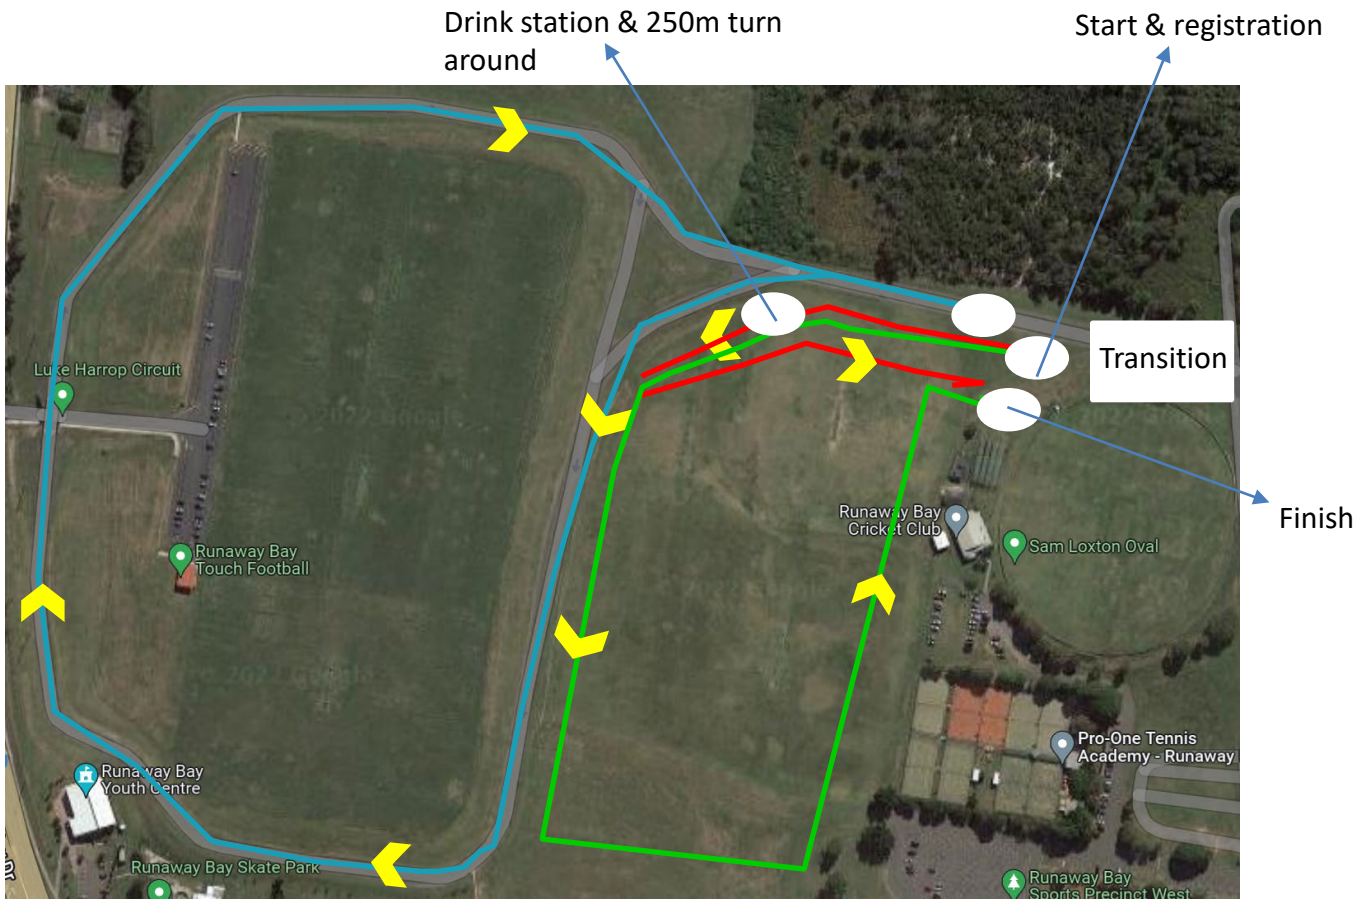 Drink station & 250m turn
around
Start & registration
Transition
Luke Harrop Circuit
Runaway Bay
Cricket Club
Finish
Sam Loxton Oval
Runaway Bay
Touch Football
Pro-One Tennis
Academy - Runaway
Runaway Bay
Youth Centre
Runaway Bay Skate Park
Runaway Bay
Sports Precinct West